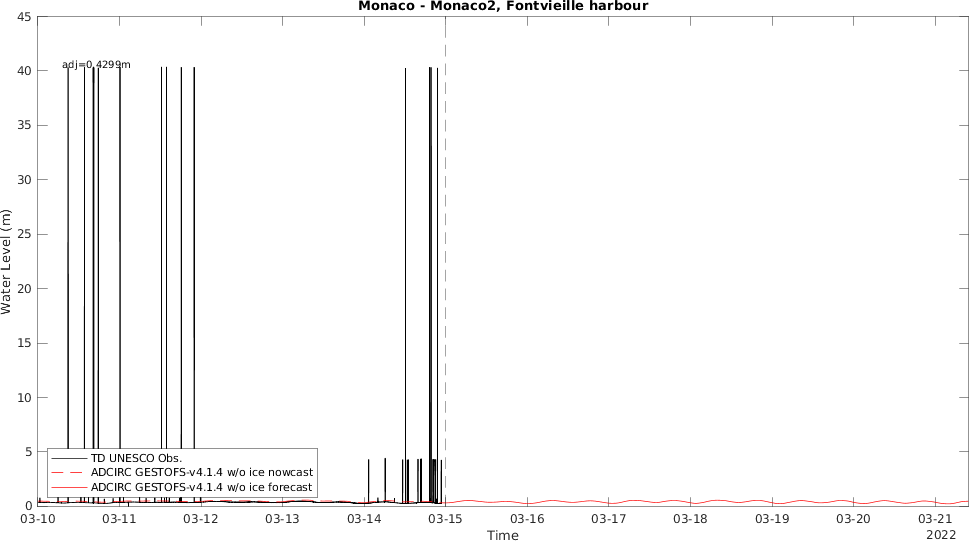 Monaco - Monaco2, Fontvieille harbour
45
40
35
30
25
20
15
10
5
0
Water Level (m)
adj=0.4299m
TD UNESCO Obs.
ADCIRC GESTOFS-v4.1.4 w/o ice nowcast
ADCIRC GESTOFS-v4.1.4 w/o ice forecast
03-10 03-11 03-12 03-13 03-14 03-15 03-16 03-17 03-18 03-19 03-20 03-21
2022
Time